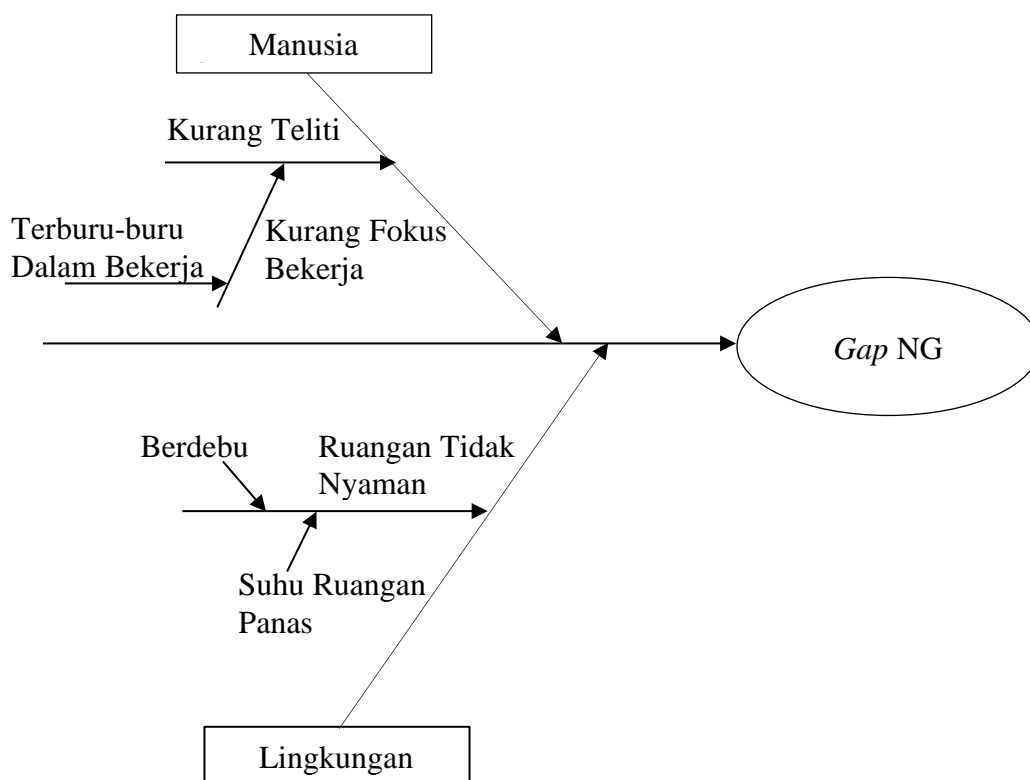 Manusia
Kurang Teliti
Terburu-buru
Dalam Bekerja
Kurang Fokus
Bekerja
Gap NG
Berdebu
Ruangan Tidak
Nyaman
Suhu Ruangan
Panas
Lingkungan